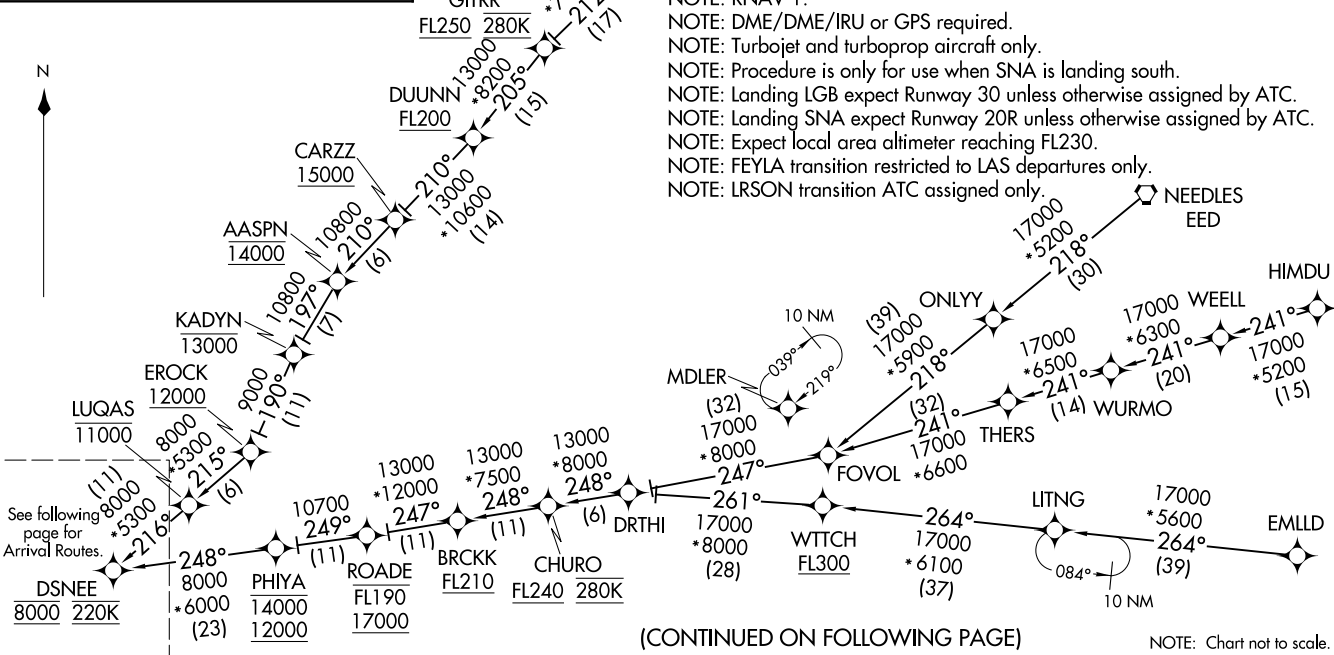 FL250 280K
212°
(17)
NOTE: DME/DME/IRU or GPS required.
NOTE: Turbojet and turboprop aircraft only.
NOTE: Procedure is only for use when SNA is landing south.
NOTE: Landing LGB expect Runway 30 unless otherwise assigned by ATC.
NOTE: Landing SNA expect Runway 20R unless otherwise assigned by ATC.
NOTE: Expect local area altimeter reaching FL230.
NOTE: FEYLA transition restricted to LAS departures only.
NOTE: LRSON transition ATC assigned only.
N
13000
*8200
205°
(15)
DUUNN
FL200
210°
13000
*10600
(14)
CARZZ
15000
10800
210°
(6)
AASPN
14000
10800
197°
(7)
KADYN
13000
9000
190°
(11)
EROCK
12000
8000
*5300
215°
(6)
LUQAS
11000
(11)
8000
*5300
216°
See following
page for
Arrival Routes.
DSNEE
8000 220K
248°
8000
*6000
(23)
PHIYA
14000
12000
10700
249°
(11)
ROADE
FL190
17000
13000
*12000
247°
(11)
BRCKK
FL210
13000
*7500
248°
(11)
CHURO
FL240 280K
13000
*8000
248°
(6)
DRTHI
(32)
17000
*8000
247°
MDLER
10 NM
039°
219°
FOVOL
(39)
17000
*5900
218°
ONLYY
17000
*5200
218°
(30)
NEEDLES
EED
(32)
241°
17000
*6600
THERS
17000
*6500
241°
(14)
WURMO
17000
*6300
241°
(20)
WEELL
241°
17000
*5200
(15)
HIMDU
261°
17000
*8000
(28)
WTTCH
FL300
264°
17000
*6100
(37)
LITNG
084°
10 NM
17000
*5600
264°
(39)
EMLLD
(CONTINUED ON FOLLOWING PAGE)
NOTE: Chart not to scale.